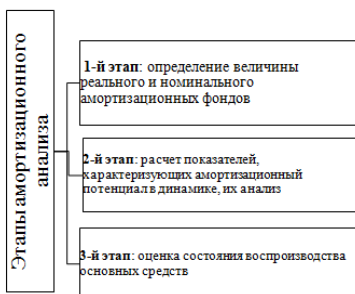 Этапы амортизационного
анализа
1-й этап: определение величины
реального и номинального
амортизационных фондов
2-й этап: расчет показателей,
характеризующих амортизационный
потенциал в динамике, их анализ
3-й этап: оценка состояния воспроизводства
основных средств